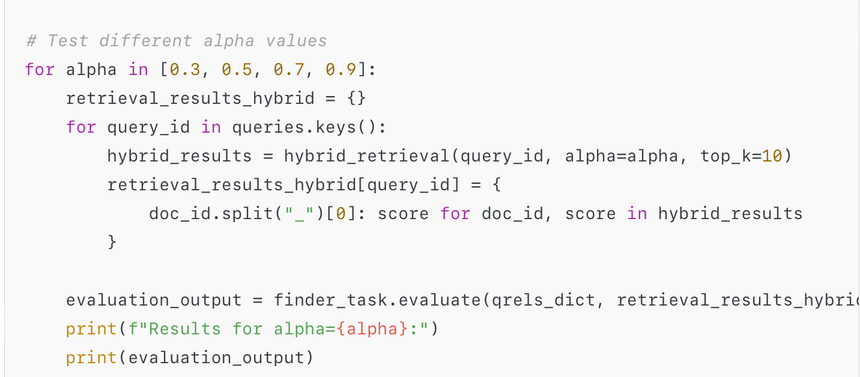 # Test different alpha values
for alpha in [0.3, 0.5, 0.7, 0.9]:
    retrieval_results_hybrid = {}
    for query_id in queries.keys():
        hybrid_results = hybrid_retrieval(query_id, alpha=alpha, top_k=10)
        retrieval_results_hybrid[query_id] = {
            doc_id.split("_")[0]: score for doc_id, score in hybrid_results
        }
    evaluation_output = finder_task.evaluate(qrels_dict, retrieval_results_hybri
    print(f"Results for alpha={alpha}:")
    print(evaluation_output)